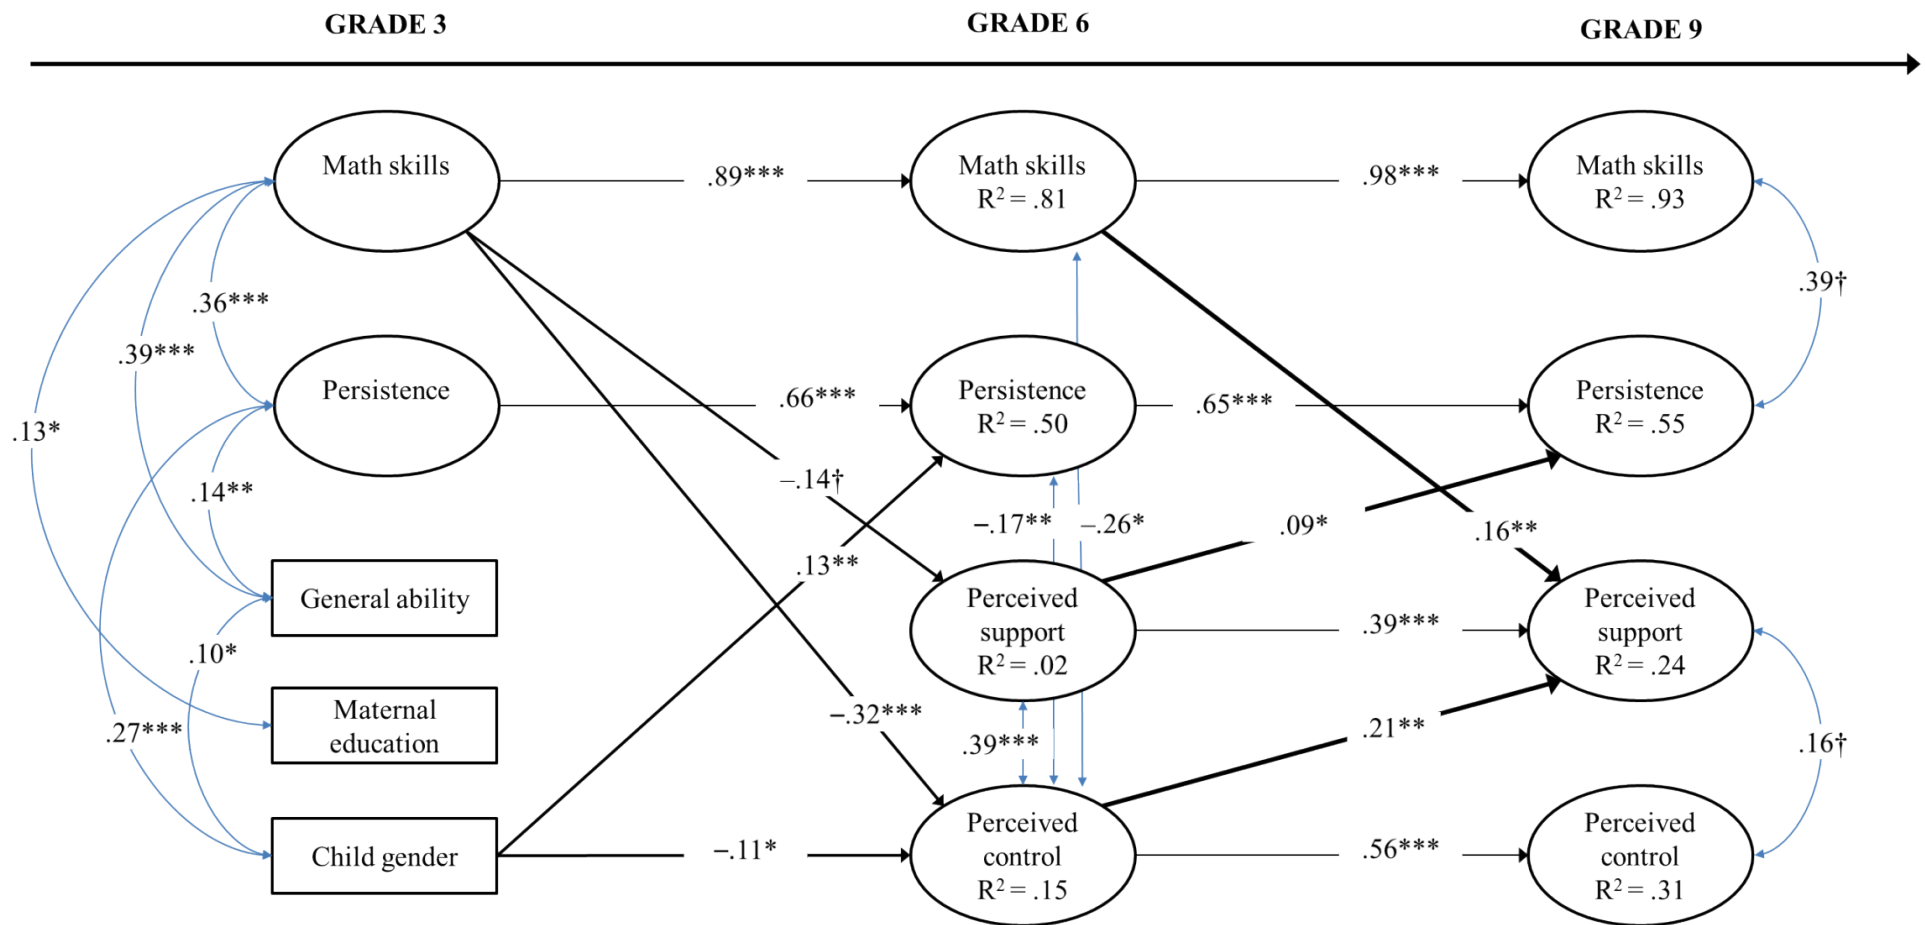 GRADE 3
GRADE 6
GRADE 9
Math skills
.89***
Math skills
R² = .81
.98***
Math skills
R² = .93
.36***
.39***
.13*
.39†
Persistence
.66***
Persistence
R² = .50
.65***
Persistence
R² = .55
.14**
–.14†
–.17**
–.26*
.09*
.16**
.13**
General ability
Perceived
support
R² = .02
.39***
Perceived
support
R² = .24
.10*
Maternal
education
.27***
–.32***
.39***
.21**
.16†
Child gender
–.11*
Perceived
control
R² = .15
.56***
Perceived
control
R² = .31